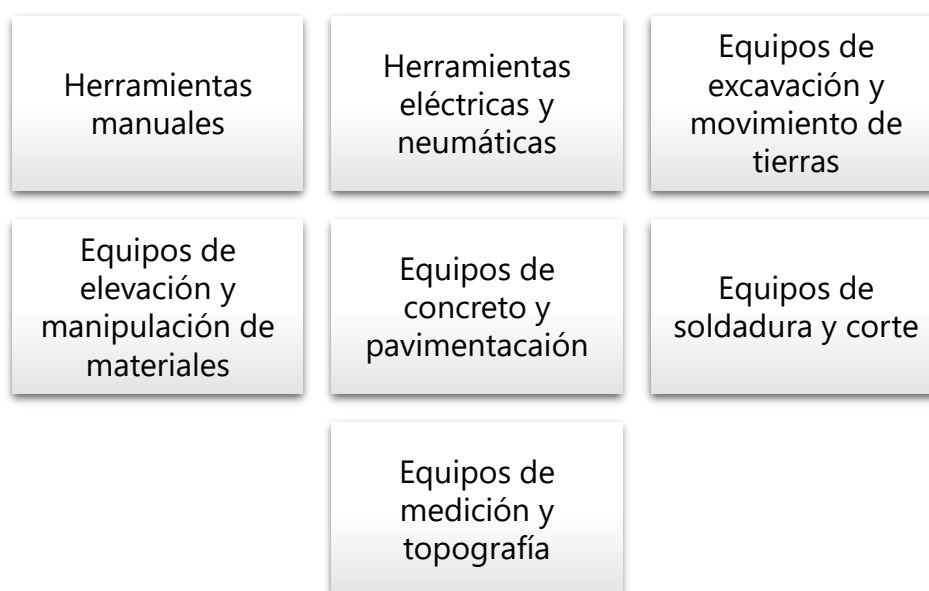 Herramientas
manuales
Herramientas
eléctricas y
neumáticas
Equipos de
excavación y
movimiento de
tierras
Equipos de
elevación y
manipulación de
materiales
Equipos de
concreto y
pavimentacaión
Equipos de
soldadura y corte
Equipos de
medición y
topografía